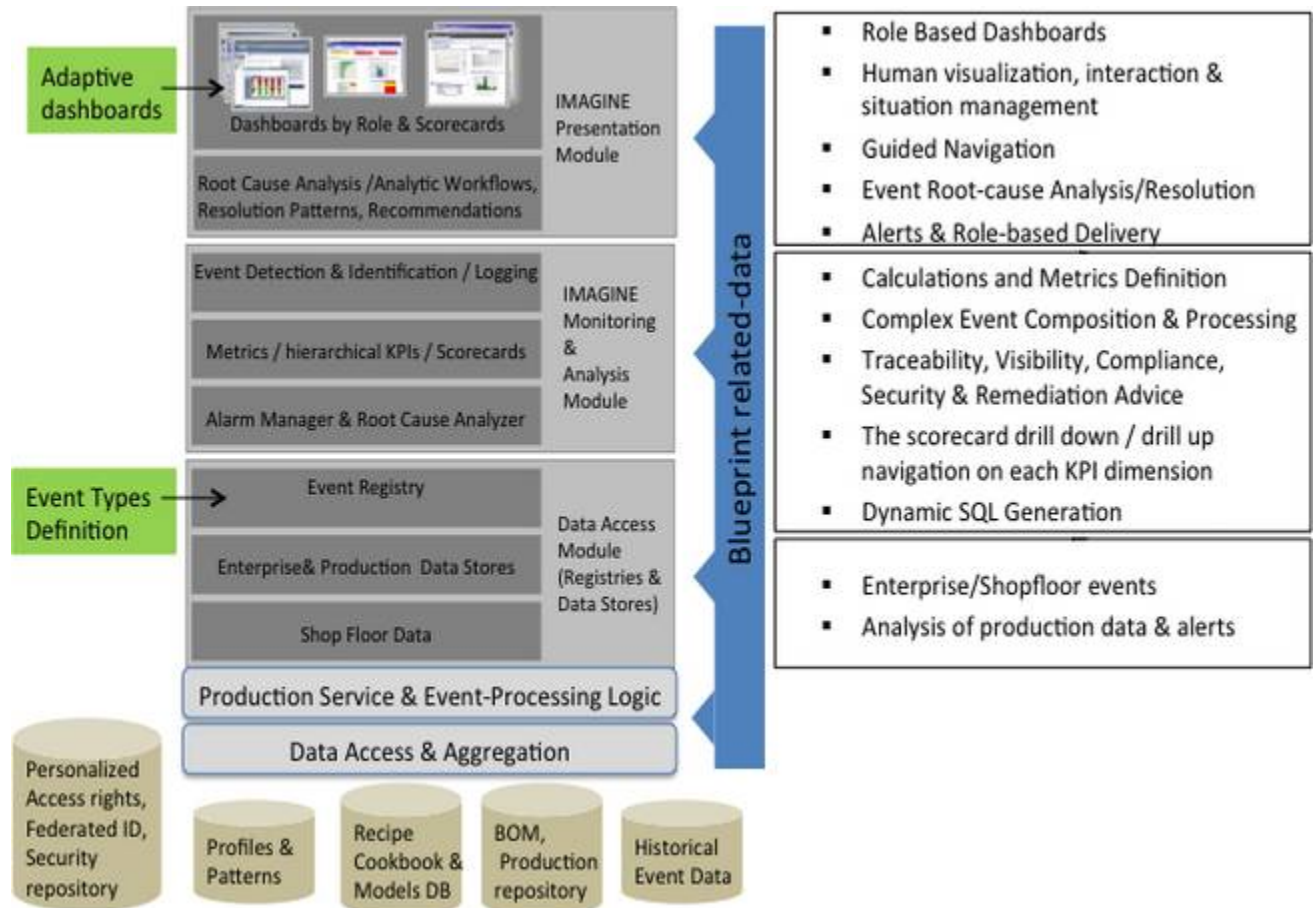 Adaptive
dashboards
Dashboards by Role & Scorecards
Root Cause Analysis /Analytic Workflows,
Resolution Patterns, Recommendations
IMAGINE
Presentation
Module
Event Detection & Identification / Logging
Metrics / hierarchical KPIs / Scorecards
Alarm Manager & Root Cause Analyzer
IMAGINE
Monitoring
&
Analysis
Module
Event Types
Definition
Event Registry
Enterprise& Production Data Stores
Shop Floor Data
Data Access
Module
(Registries &
Data Stores)
Production Service & Event-Processing Logic
Data Access & Aggregation
Blueprint related-data
▪ Role Based Dashboards
▪ Human visualization, interaction &
situation management
▪ Guided Navigation
▪ Event Root-cause Analysis/Resolution
▪ Alerts & Role-based Delivery
▪ Calculations and Metrics Definition
▪ Complex Event Composition & Processing
▪ Traceability, Visibility, Compliance,
Security & Remediation Advice
▪ The scorecard drill down / drill up
navigation on each KPI dimension
▪ Dynamic SQL Generation
▪ Enterprise/Shopfloor events
▪ Analysis of production data & alerts
Personalized
Access rights,
Federated ID,
Security
repository
Profiles &
Patterns
Recipe
Cookbook &
Models DB
BOM,
Production
repository
Historical
Event Data